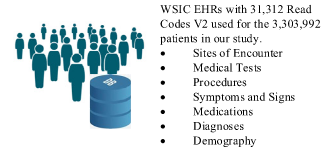 WSIC EHRs with 31,312 Read
Codes V2 used for the 3,303,992
patients in our study.
• Sites of Encounter
• Medical Tests
• Procedures
• Symptoms and Signs
• Medications
• Diagnoses
• Demography